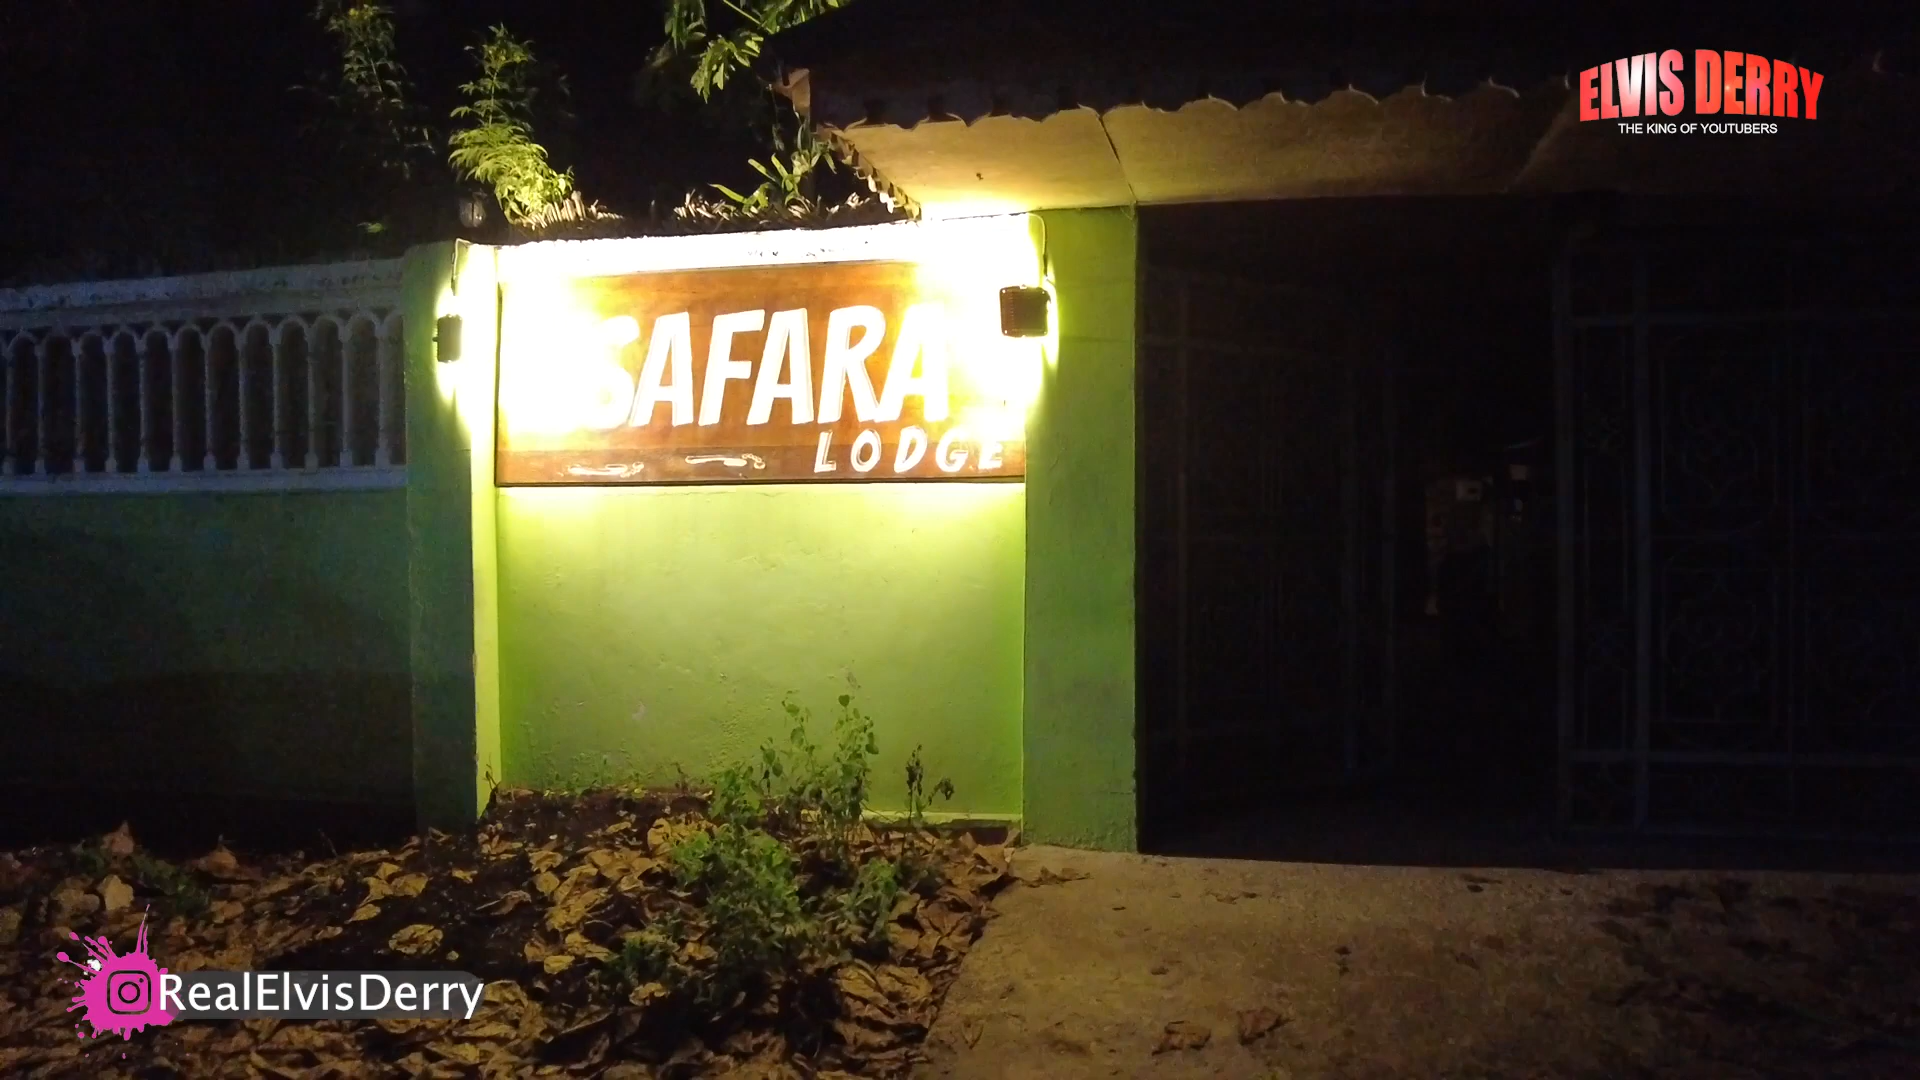 ELVIS DERRY
THE KING OF YOUTUBERS
SAFARA
LODGE
RealElvisDerry